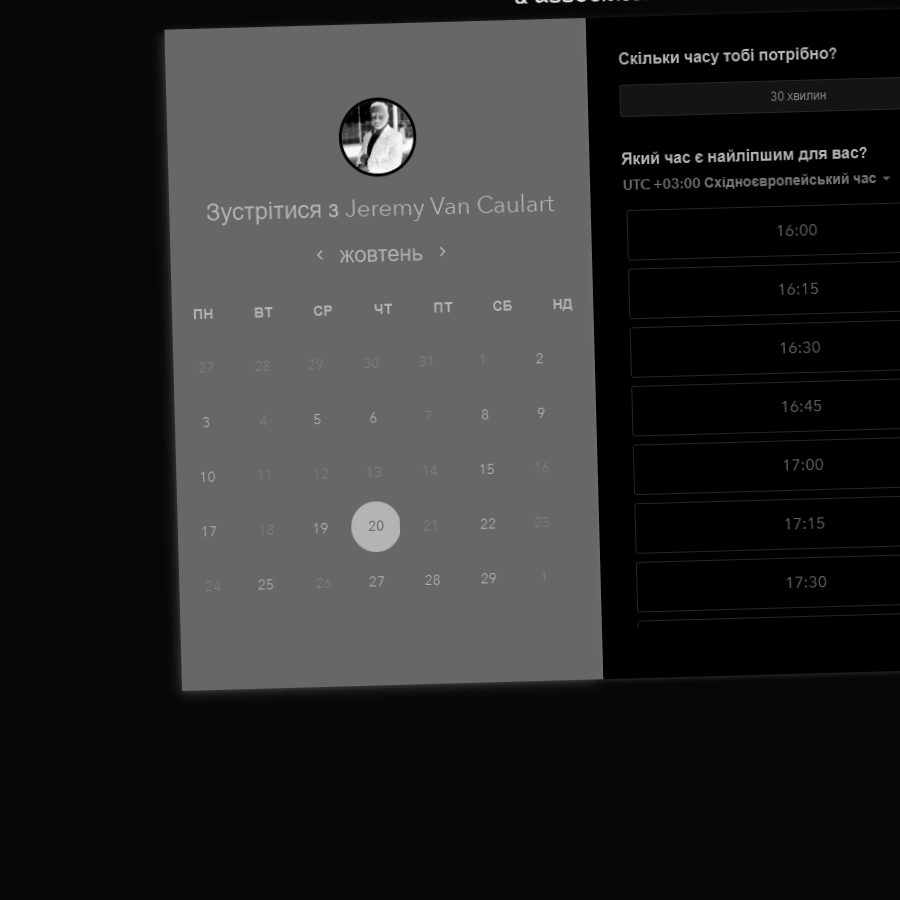 Зустрітися з Jeremy Van Caulart
жовтень
ПН ВТ СР ЧТ ПТ СБ НД
27 28 29 30 31 1 2
3 4 5 6 7 8 9
10 11 12 13 14 15 16
17 18 19 20 21 22 23
24 25 26 27 28 29 1
Скільки часу тобі потрібно?
30 хвилин
Який час є найліпшим для вас?
UTC +03:00 Східноєвропейський час
16:00
16:15
16:30
16:45
17:00
17:15
17:30